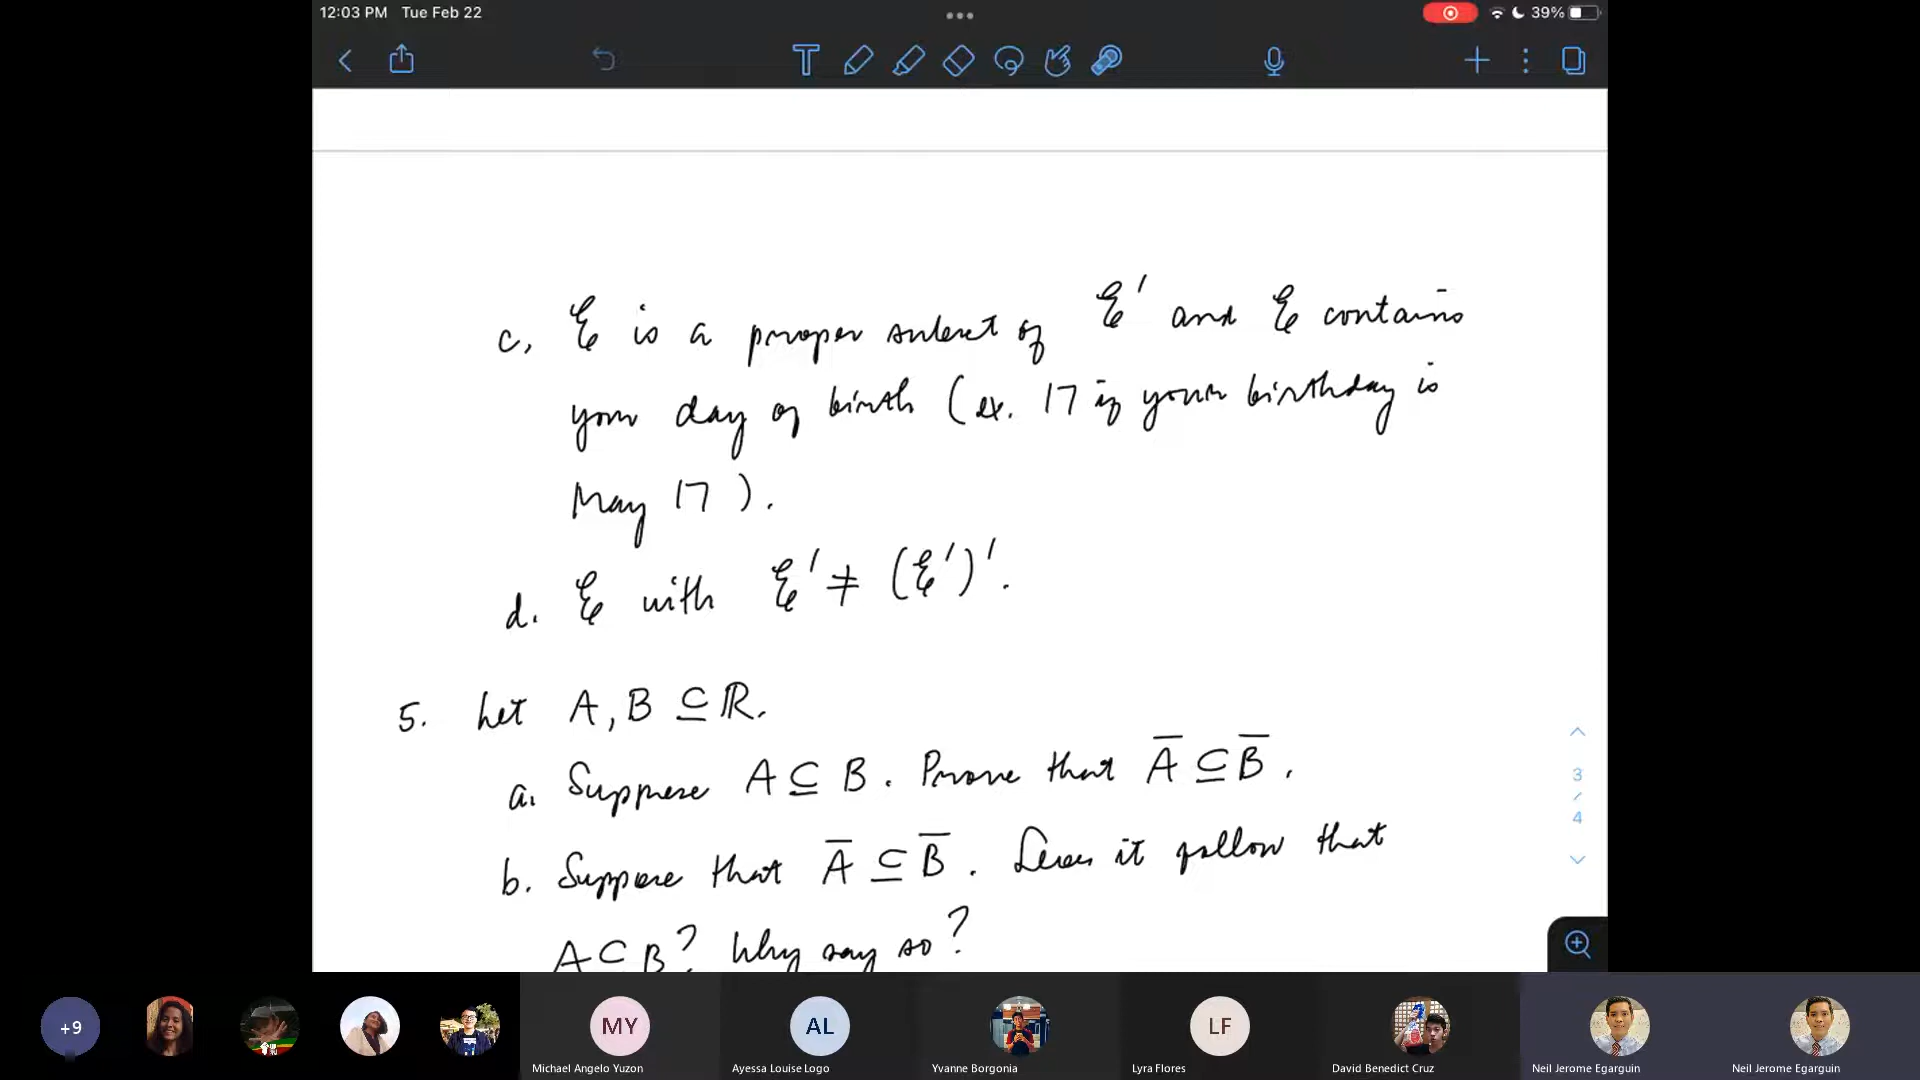 12:03 PM Tue Feb 22
39%
c. E is a proper subset of E' and E contains
your day of birth (ex. 17 if your birthday is
May 17).
d. E with E' ≠ (E')'.
5. Let A, B ⊆ ℝ.
a. Suppose A ⊆ B. Prove that A̅ ⊆ B̅.
b. Suppose that A̅ ⊆ B̅. Does it follow that
A ⊆ B? Why say so?
3
/
4
+9
MY
AL
LF
Michael Angelo Yuzon
Ayessa Louise Logo
Yvanne Borgonia
Lyra Flores
David Benedict Cruz
Neil Jerome Egarguin
Neil Jerome Egarguin